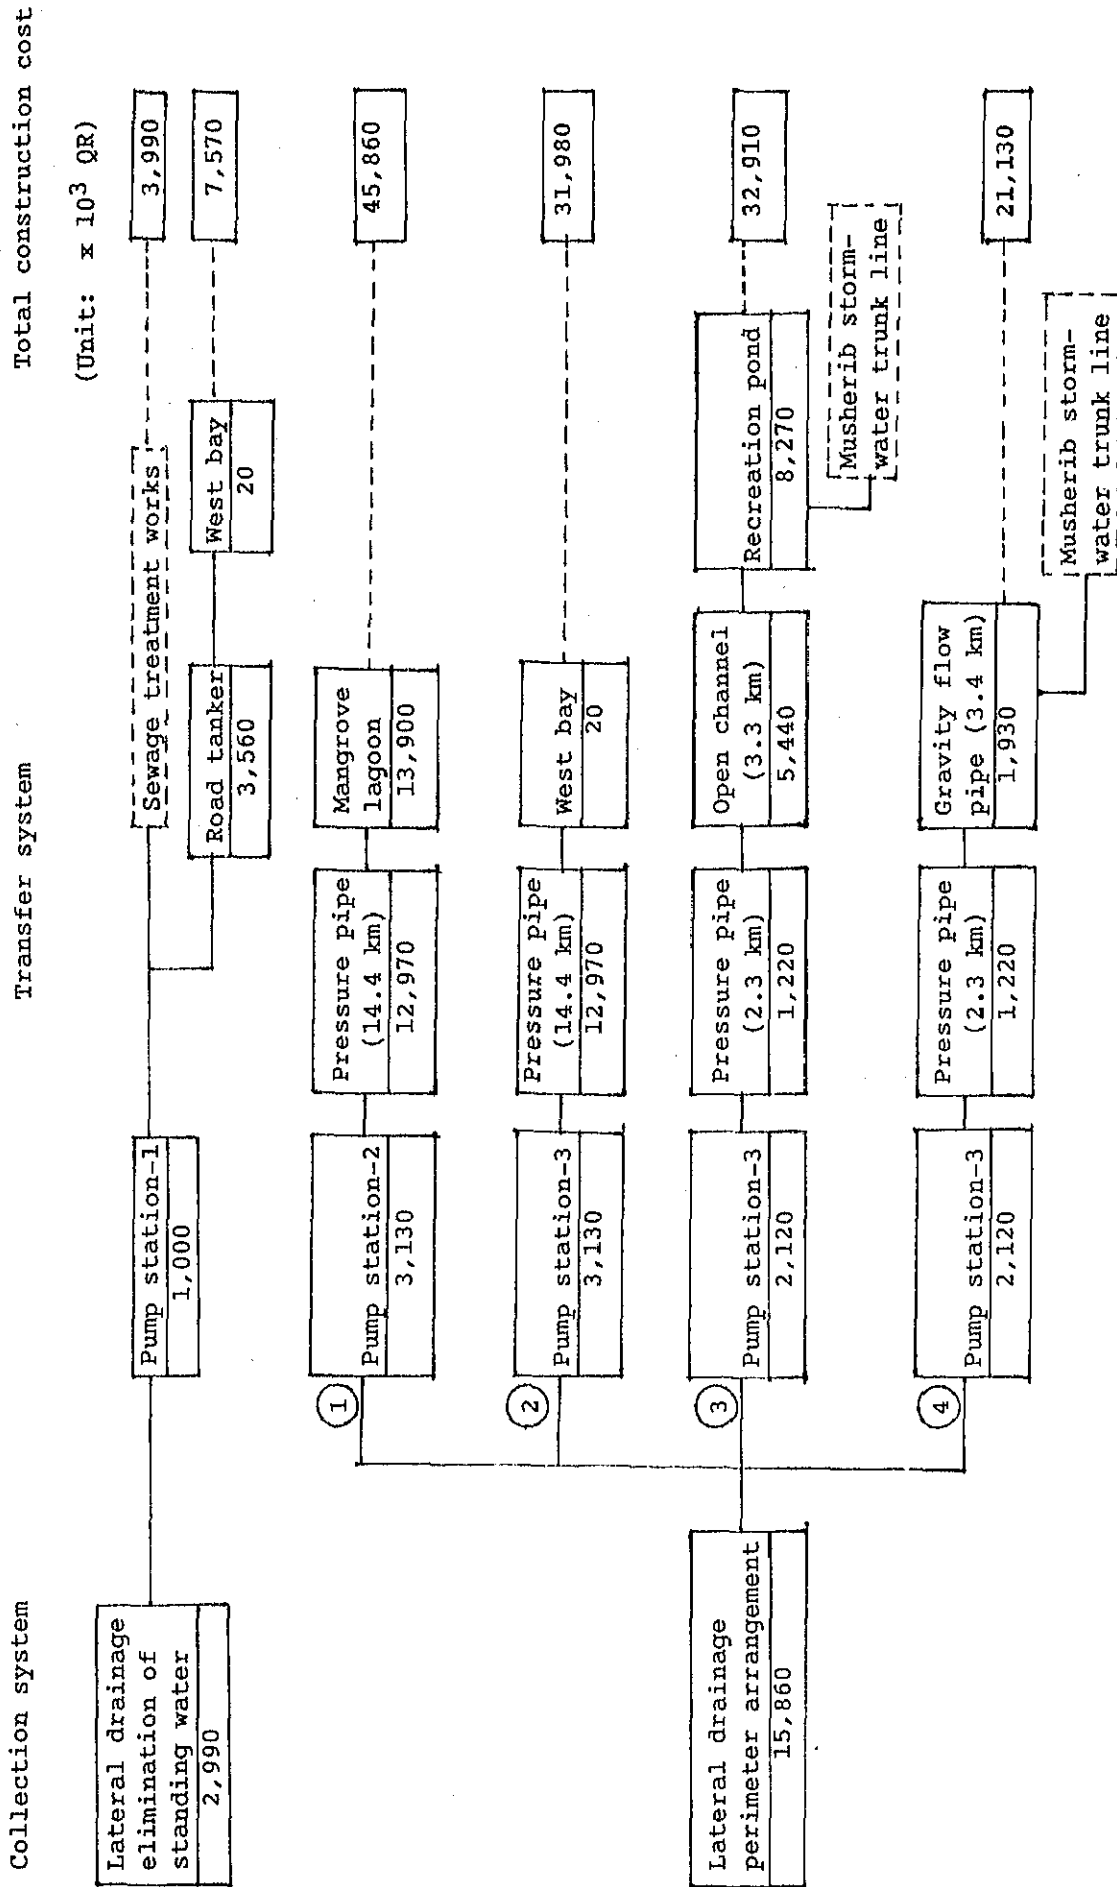 Collection system
Transfer system
Total construction cost
(Unit: x 10³ QR)
Lateral drainage
elimination of
standing water
2,990
Pump station-1
1,000
Sewage treatment works
3,990
Road tanker
3,560
West bay
20
7,570
Lateral drainage
perimeter arrangement
15,860
1
Pump station-2
3,130
Pressure pipe
(14.4 km)
12,970
Mangrove
lagoon
13,900
45,860
2
Pump station-3
3,130
Pressure pipe
(14.4 km)
12,970
West bay
20
31,980
3
Pump station-3
2,120
Pressure pipe
(2.3 km)
1,220
Open channel
(3.3 km)
5,440
Recreation pond
8,270
32,910
Musherib storm-
water trunk line
4
Pump station-3
2,120
Pressure pipe
(2.3 km)
1,220
Gravity flow
pipe (3.4 km)
1,930
21,130
Musherib storm-
water trunk line